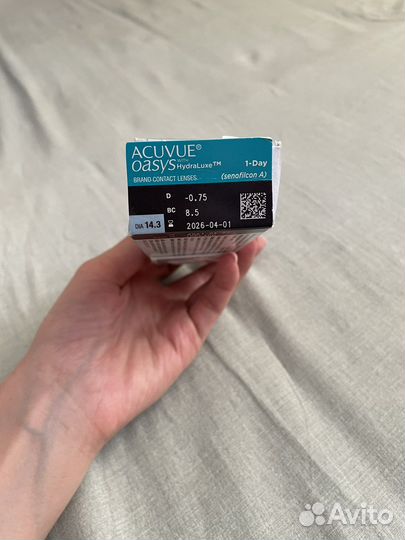 ACUVUE®
oasys WITH HydraLuxe™ 1-Day
BRAND CONTACT LENSES (senofilcon A)
D -0.75
BC 8.5
DIA 14.3 2026-04-01
Avito